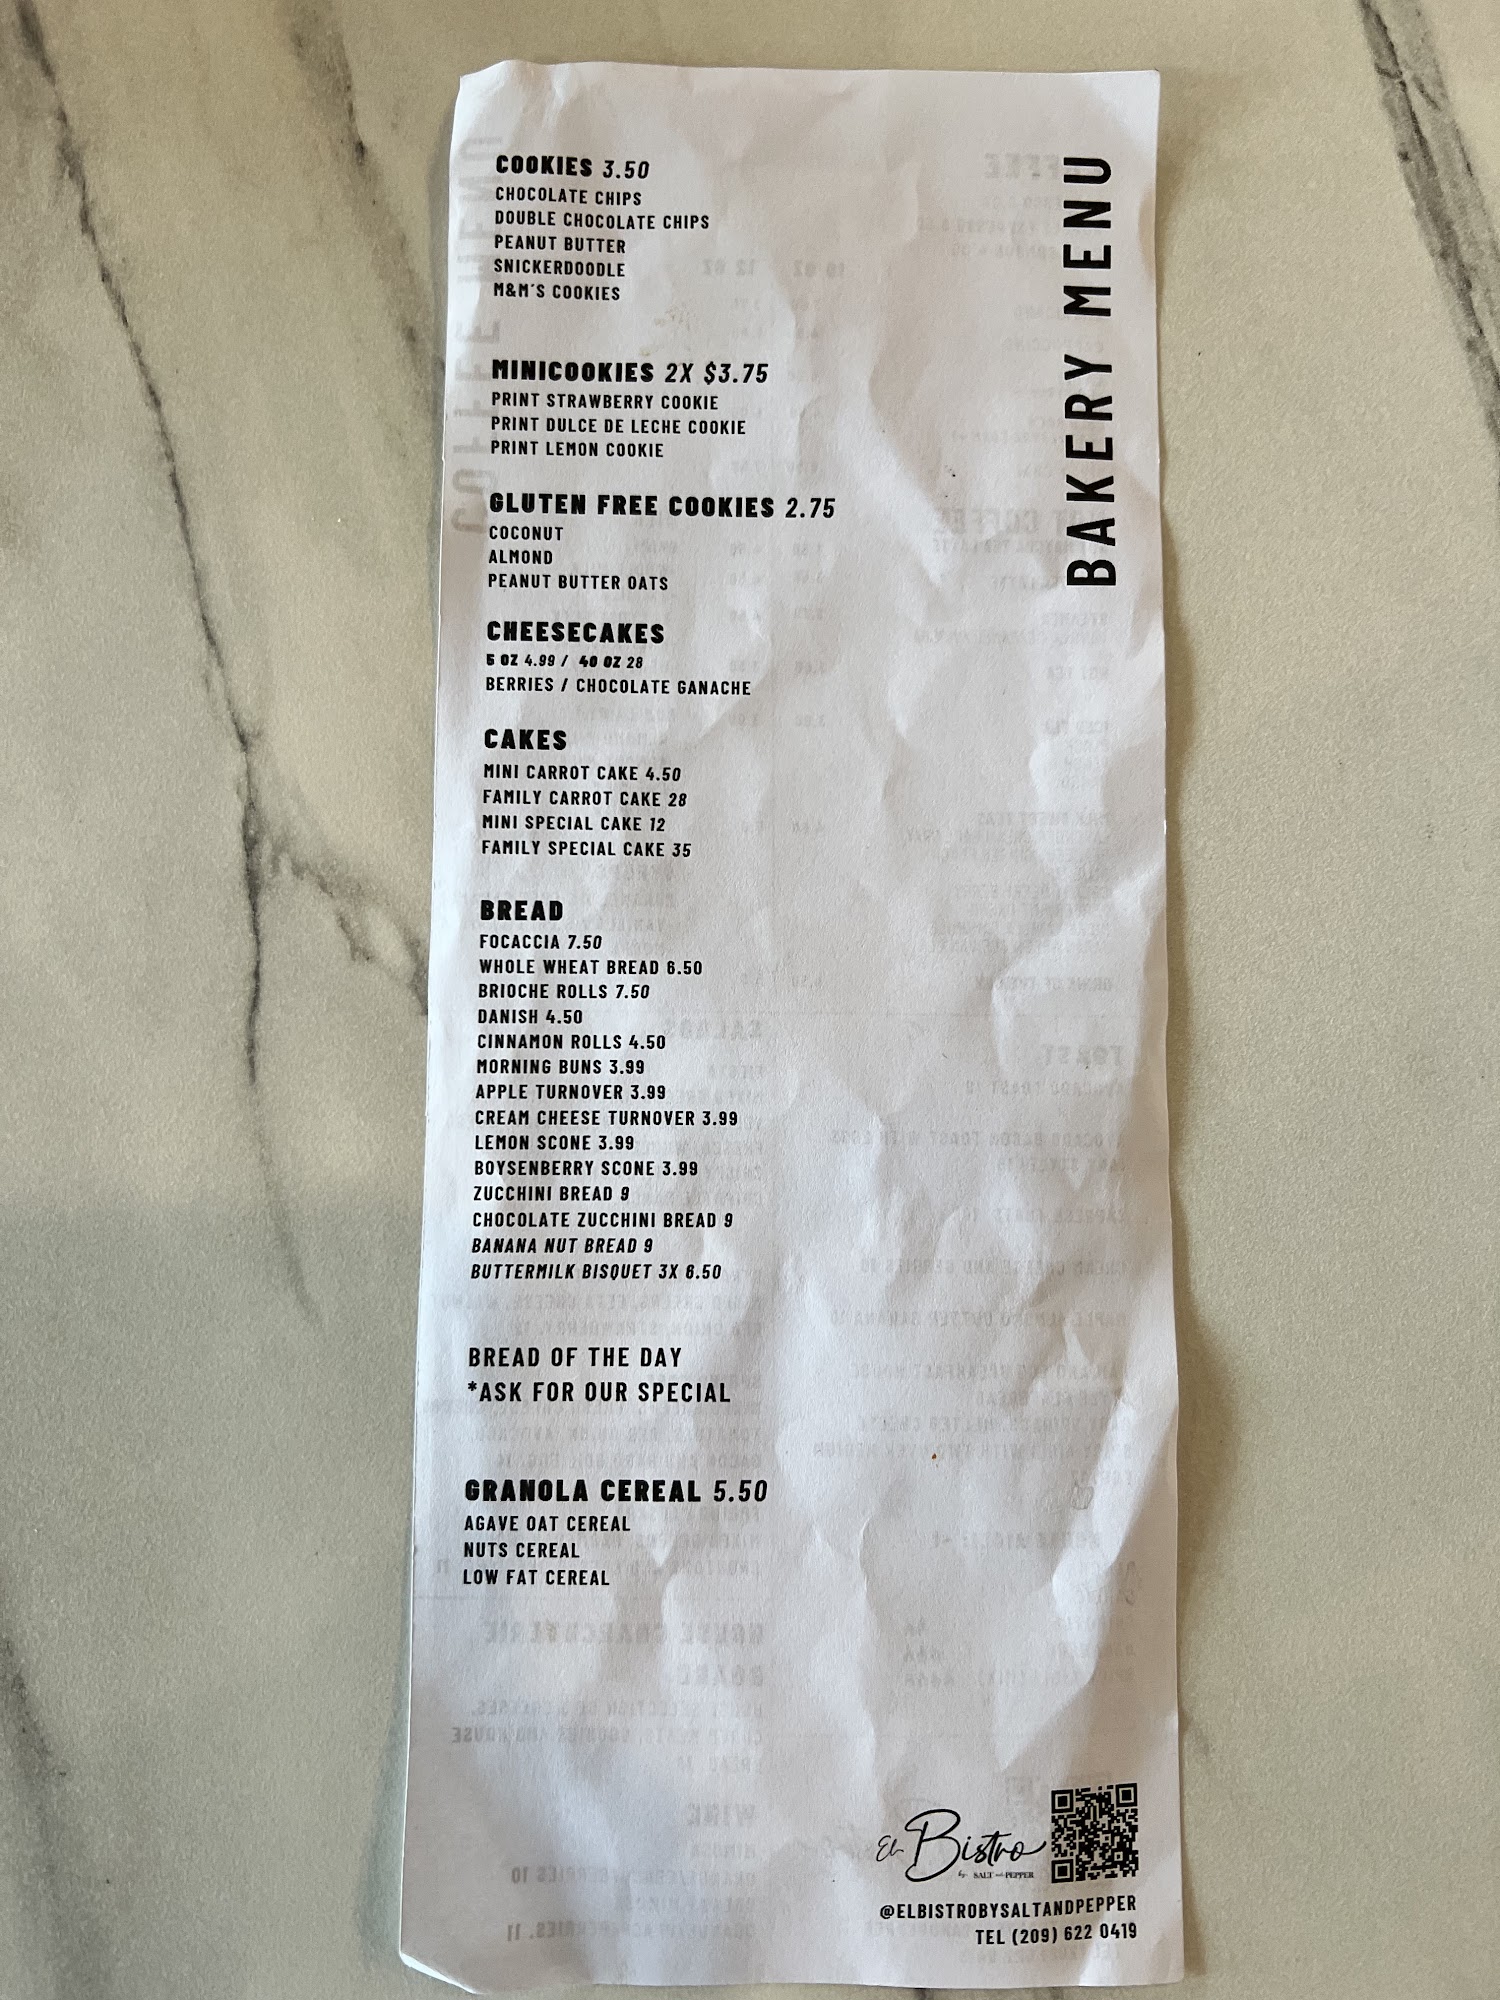 BAKERY MENU
COOKIES 3.50
CHOCOLATE CHIPS
DOUBLE CHOCOLATE CHIPS
PEANUT BUTTER
SNICKERDOODLE
M&M'S COOKIES
MINICOOKIES 2X $3.75
PRINT STRAWBERRY COOKIE
PRINT DULCE DE LECHE COOKIE
PRINT LEMON COOKIE
GLUTEN FREE COOKIES 2.75
COCONUT
ALMOND
PEANUT BUTTER OATS
CHEESECAKES
5 OZ 4.99 / 40 OZ 28
BERRIES / CHOCOLATE GANACHE
CAKES
MINI CARROT CAKE 4.50
FAMILY CARROT CAKE 28
MINI SPECIAL CAKE 12
FAMILY SPECIAL CAKE 35
BREAD
FOCACCIA 7.50
WHOLE WHEAT BREAD 6.50
BRIOCHE ROLLS 7.50
DANISH 4.50
CINNAMON ROLLS 4.50
MORNING BUNS 3.99
APPLE TURNOVER 3.99
CREAM CHEESE TURNOVER 3.99
LEMON SCONE 3.99
BOYSENBERRY SCONE 3.99
ZUCCHINI BREAD 9
CHOCOLATE ZUCCHINI BREAD 9
BANANA NUT BREAD 9
BUTTERMILK BISQUET 3X 6.50
BREAD OF THE DAY
*ASK FOR OUR SPECIAL
GRANOLA CEREAL 5.50
AGAVE OAT CEREAL
NUTS CEREAL
LOW FAT CEREAL
El Bistro
by SALT and PEPPER
@ELBISTROBYSALTANDPEPPER
TEL (209) 622 0419